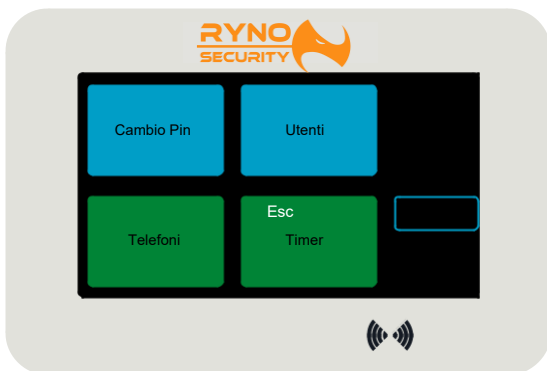 RYNO
SECURITY
Cambio Pin
Utenti
Esc
Telefoni
Timer